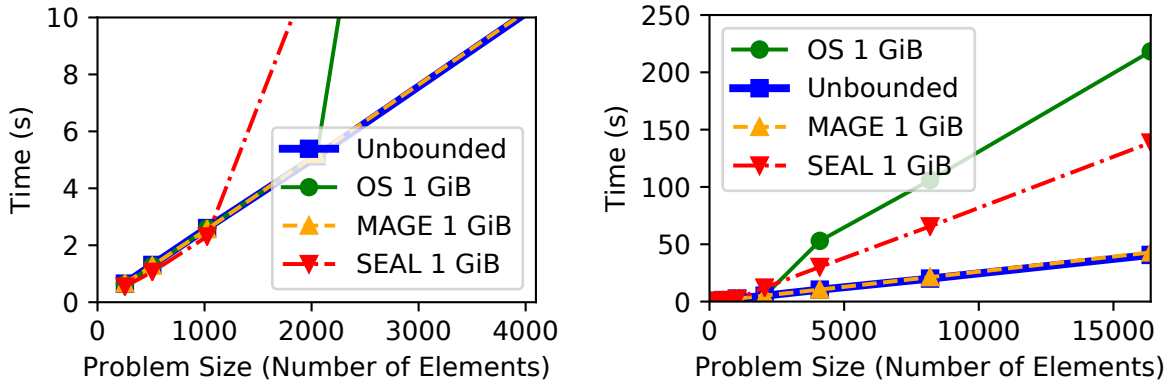 10
8
6
4
2
0
Time (s)
Unbounded
OS 1 GiB
MAGE 1 GiB
SEAL 1 GiB
0 1000 2000 3000 4000
Problem Size (Number of Elements)
250
200
150
100
50
0
Time (s)
OS 1 GiB
Unbounded
MAGE 1 GiB
SEAL 1 GiB
0 5000 10000 15000
Problem Size (Number of Elements)